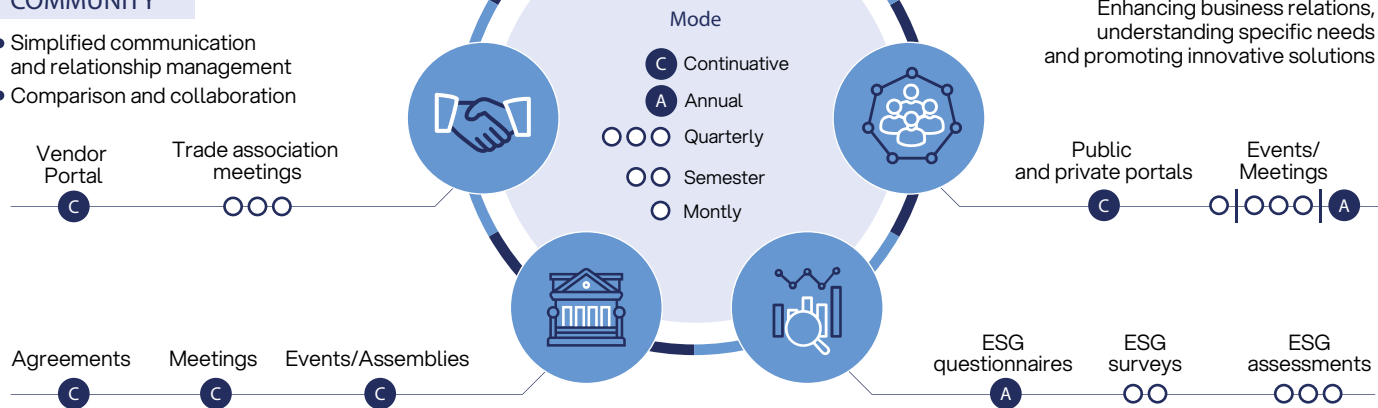 COMMUNITY
• Simplified communication
and relationship management
• Comparison and collaboration
Vendor
Portal
C
Trade association
meetings
Mode
C Continuative
A Annual
Quarterly
Semester
Montly
Enhancing business relations,
understanding specific needs
and promoting innovative solutions
Public
and private portals
C
Events/
Meetings
A
Agreements
C
Meetings
C
Events/Assemblies
C
ESG
questionnaires
A
ESG
surveys
ESG
assessments